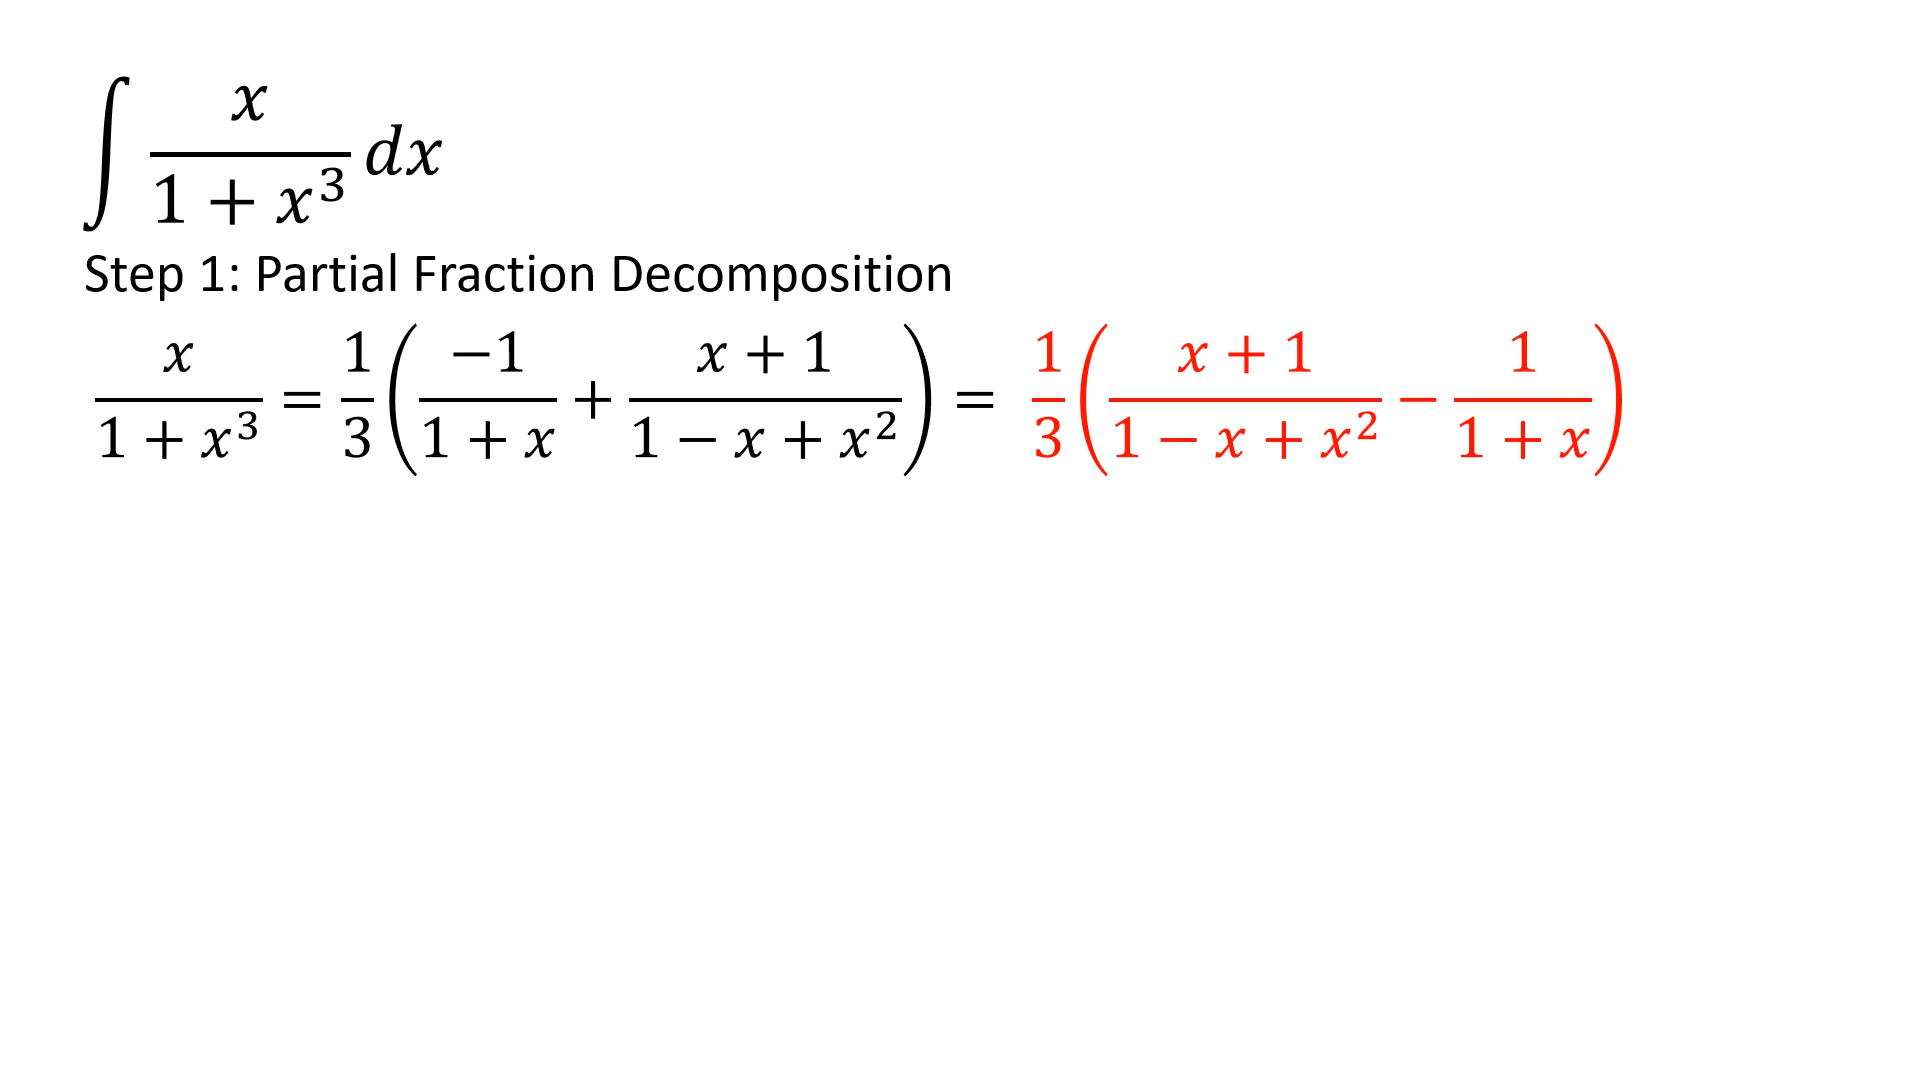 ∫ x/(1 + x³) dx
Step 1: Partial Fraction Decomposition
x/(1 + x³) = 1/3 (−1/(1 + x) + (x + 1)/(1 − x + x²)) = 1/3 ((x + 1)/(1 − x + x²) − 1/(1 + x))